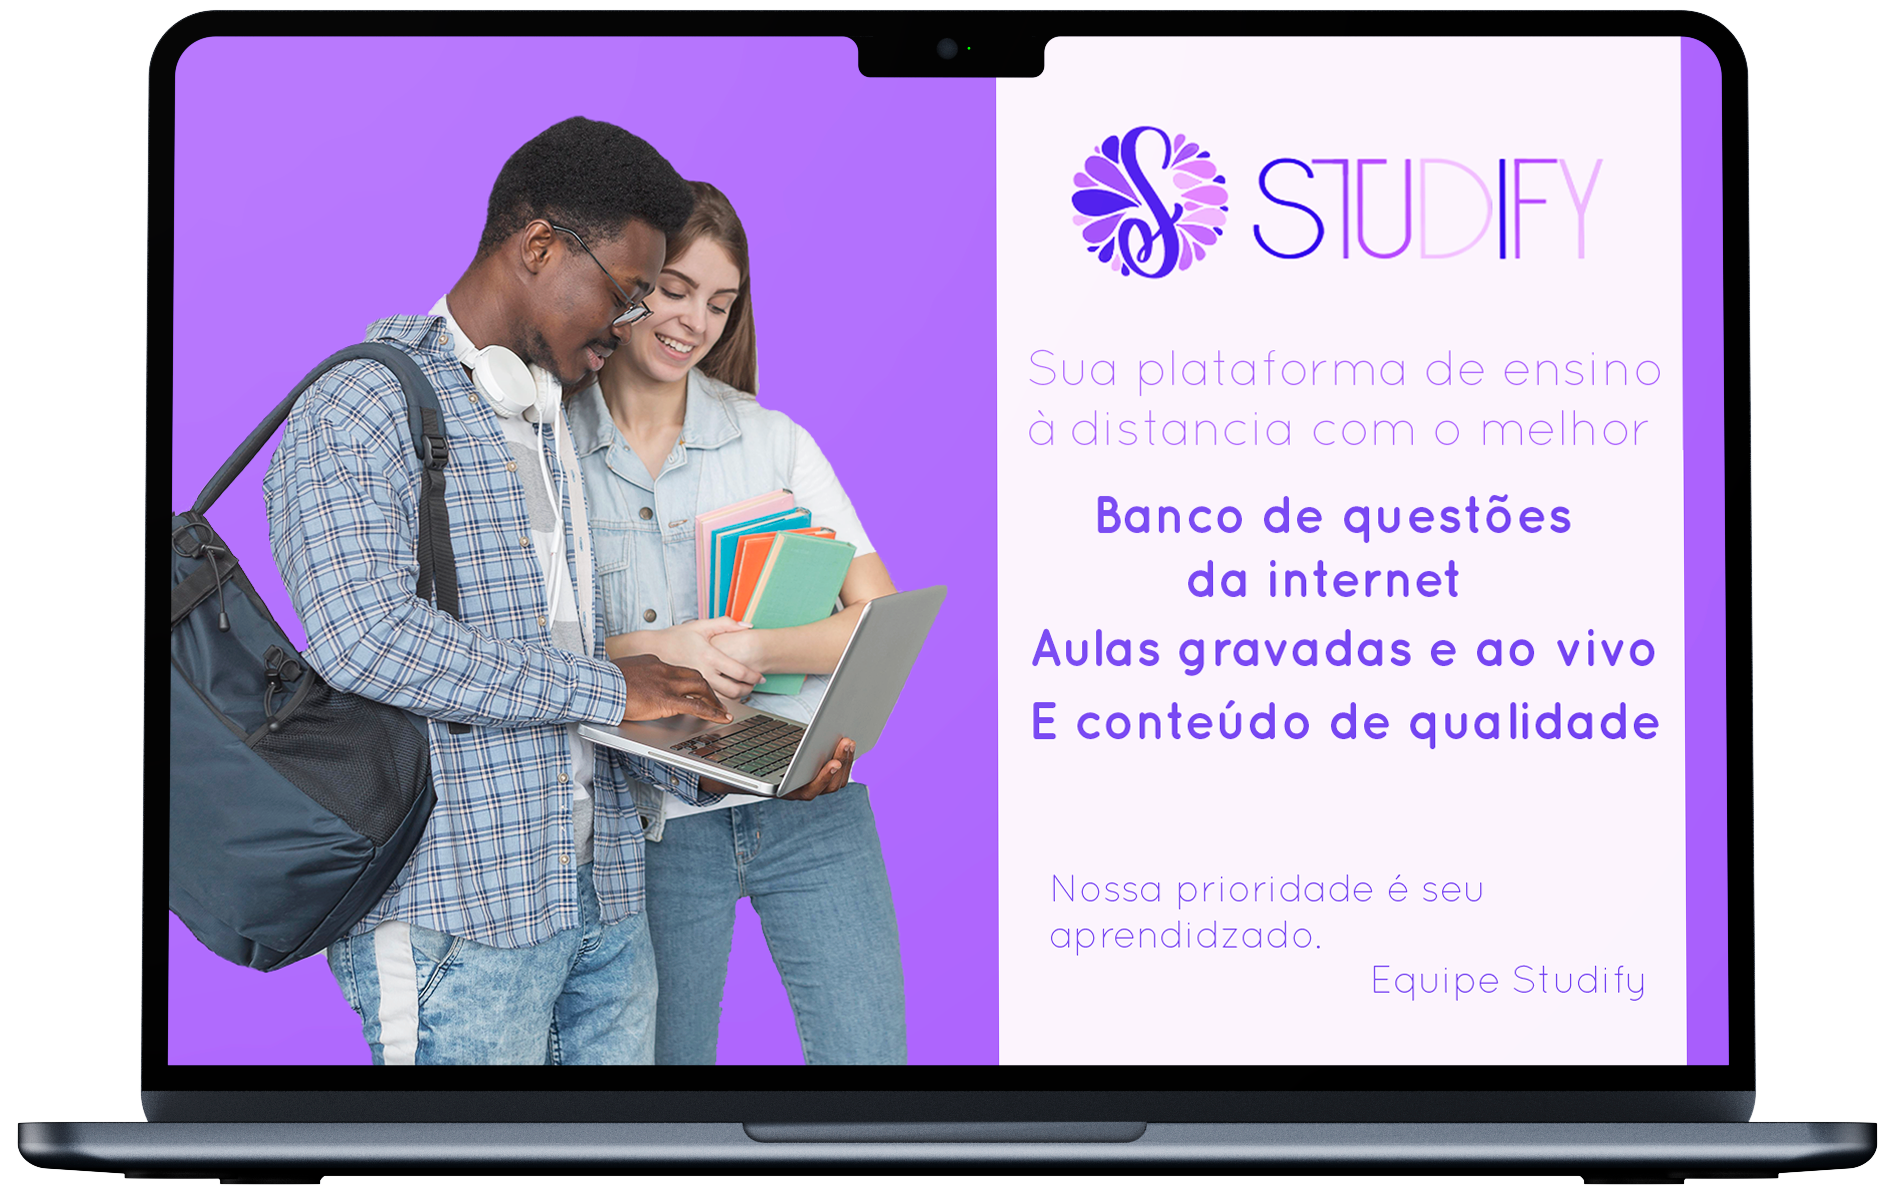 STUDIFY
Sua plataforma de ensino
à distancia com o melhor
Banco de questões
da internet
Aulas gravadas e ao vivo
E conteúdo de qualidade
Nossa prioridade é seu
aprendidzado.
Equipe Studify